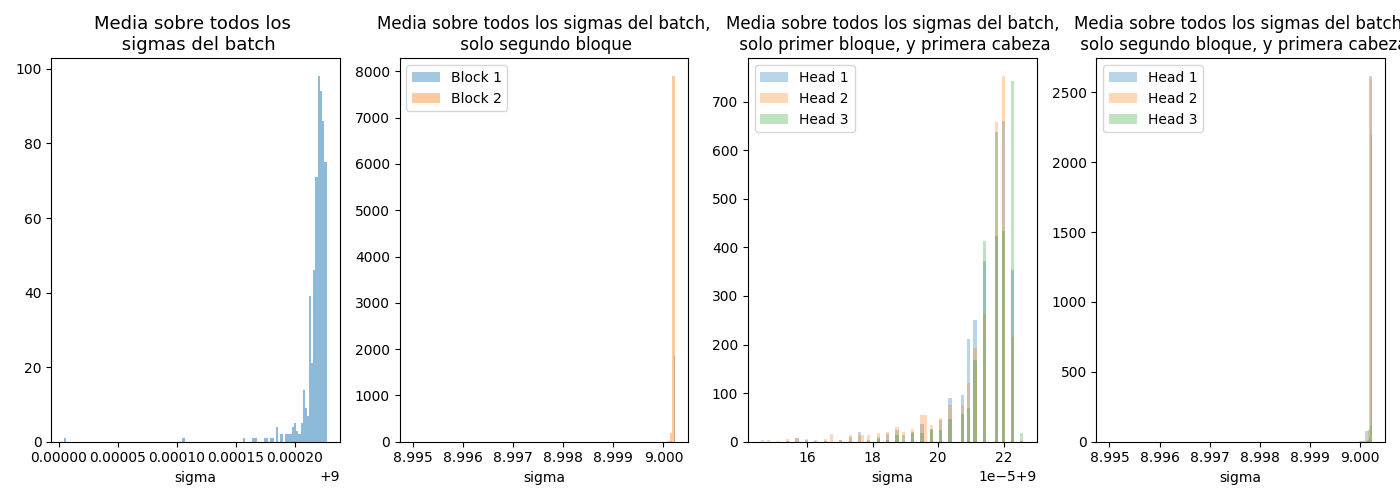 Media sobre todos los
sigmas del batch
100
80
60
40
20
0
0.00000
0.00005
0.00010
0.00015
0.00020
+9
sigma
Media sobre todos los sigmas del batch,
solo segundo bloque
Block 1
Block 2
8000
7000
6000
5000
4000
3000
2000
1000
0
8.995
8.996
8.997
8.998
8.999
9.000
sigma
Media sobre todos los sigmas del batch,
solo primer bloque, y primera cabeza
Head 1
Head 2
Head 3
700
600
500
400
300
200
100
0
16
18
20
22
1e−5+9
sigma
Media sobre todos los sigmas del batch
solo segundo bloque, y primera cabeza
Head 1
Head 2
Head 3
2500
2000
1500
1000
500
0
8.995
8.996
8.997
8.998
8.999
9.000
sigma